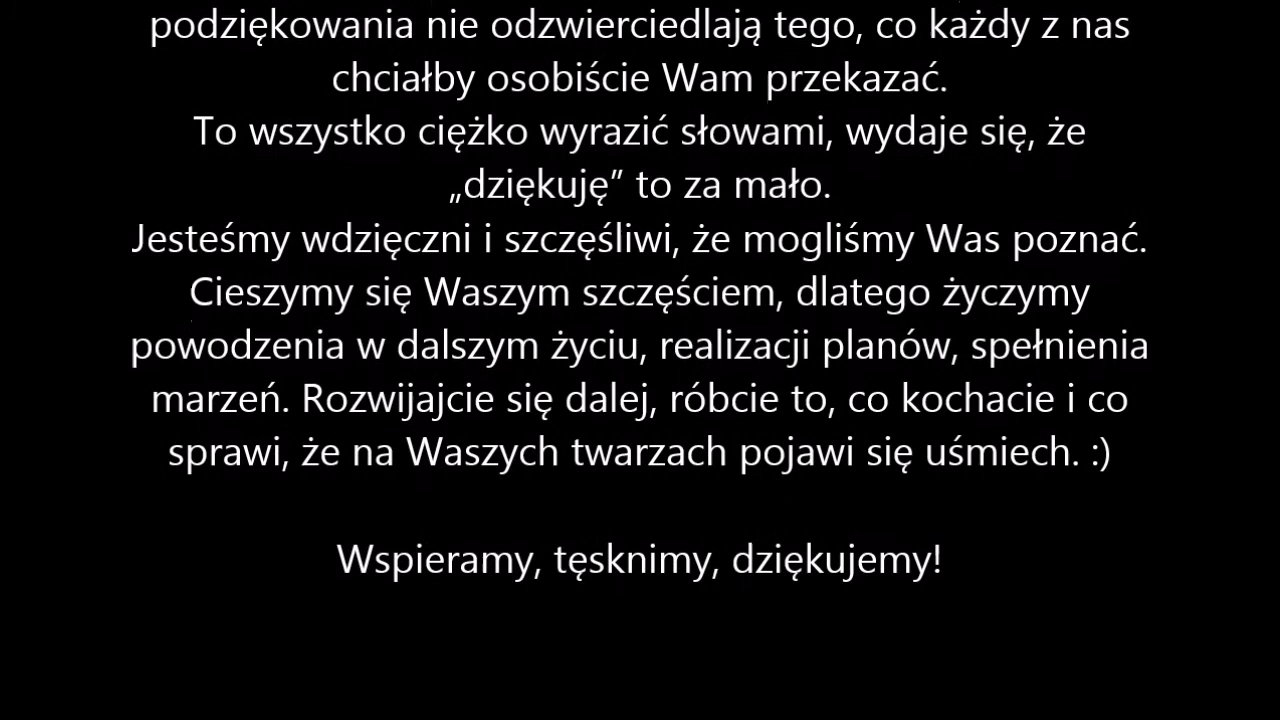 podziękowania nie odzwierciedlają tego, co każdy z nas
chciałby osobiście Wam przekazać.
To wszystko ciężko wyrazić słowami, wydaje się, że
„dziękuję” to za mało.
Jesteśmy wdzięczni i szczęśliwi, że mogliśmy Was poznać.
Cieszymy się Waszym szczęściem, dlatego życzymy
powodzenia w dalszym życiu, realizacji planów, spełnienia
marzeń. Rozwijajcie się dalej, róbcie to, co kochacie i co
sprawi, że na Waszych twarzach pojawi się uśmiech. :)
Wspieramy, tęsknimy, dziękujemy!